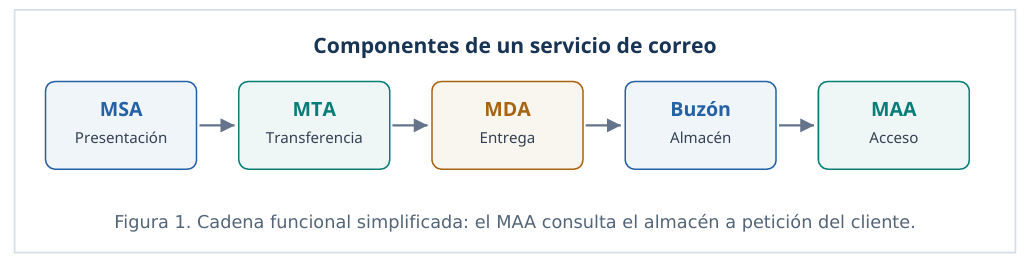 Componentes de un servicio de correo
MSA
Presentación
MTA
Transferencia
MDA
Entrega
Buzón
Almacén
MAA
Acceso
Figura 1. Cadena funcional simplificada: el MAA consulta el almacén a petición del cliente.